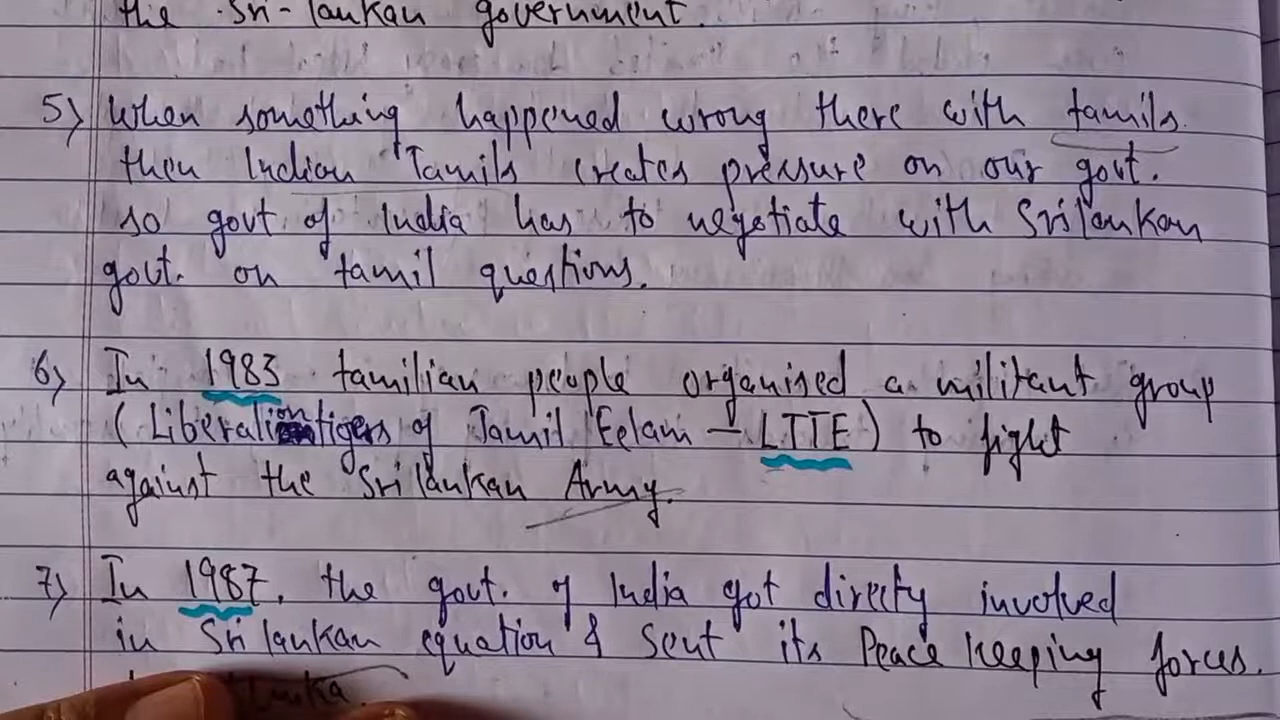 the Sri-lankan government.
5) When something happened wrong there with tamils.
then Indian Tamils creates pressure on our govt.
so govt. of India has to negotiate with Srilankan
govt. on tamil questions.
6) In 1983 tamilian people organised a militant group
(Liberation tigers of Tamil Eelam - LTTE) to fight
against the Srilankan Army.
7) In 1987, the govt. of India got directly involved
in Sri lankan equation & sent its Peace keeping forces.
lanka.